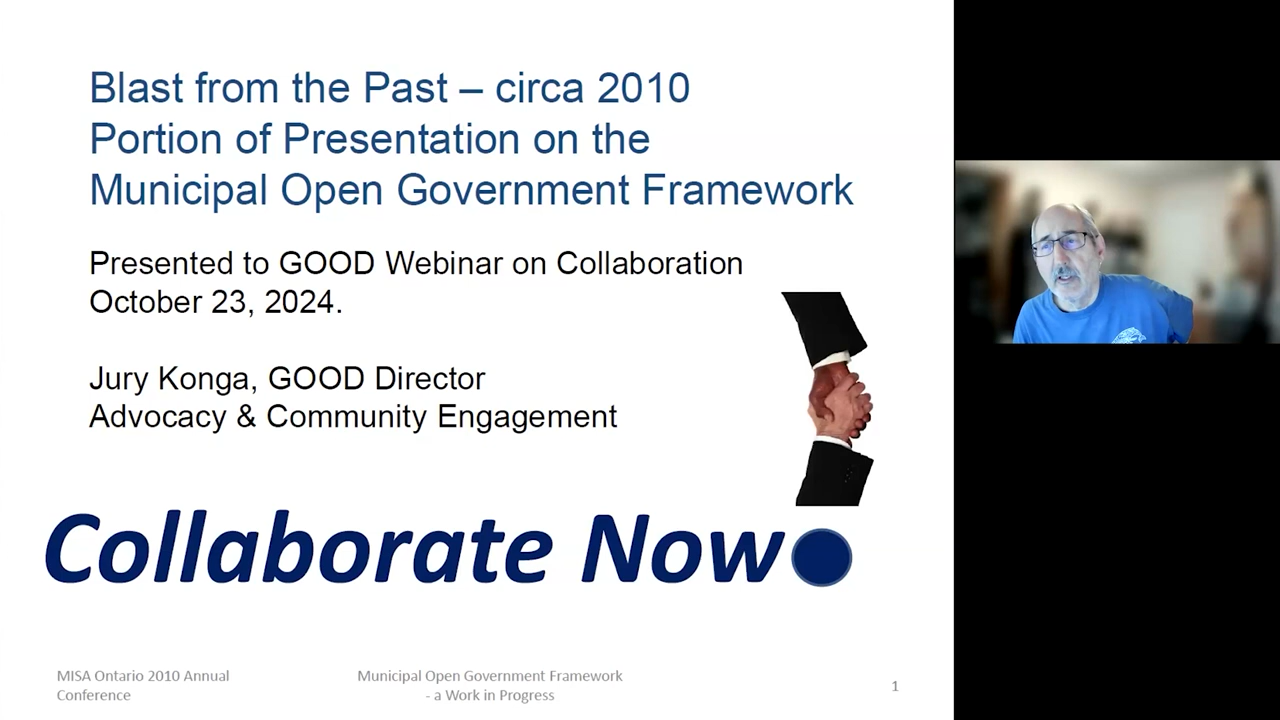 Blast from the Past – circa 2010
Portion of Presentation on the
Municipal Open Government Framework
Presented to GOOD Webinar on Collaboration
October 23, 2024.
Jury Konga, GOOD Director
Advocacy & Community Engagement
Collaborate Now
MISA Ontario 2010 Annual
Conference
Municipal Open Government Framework
- a Work in Progress
1